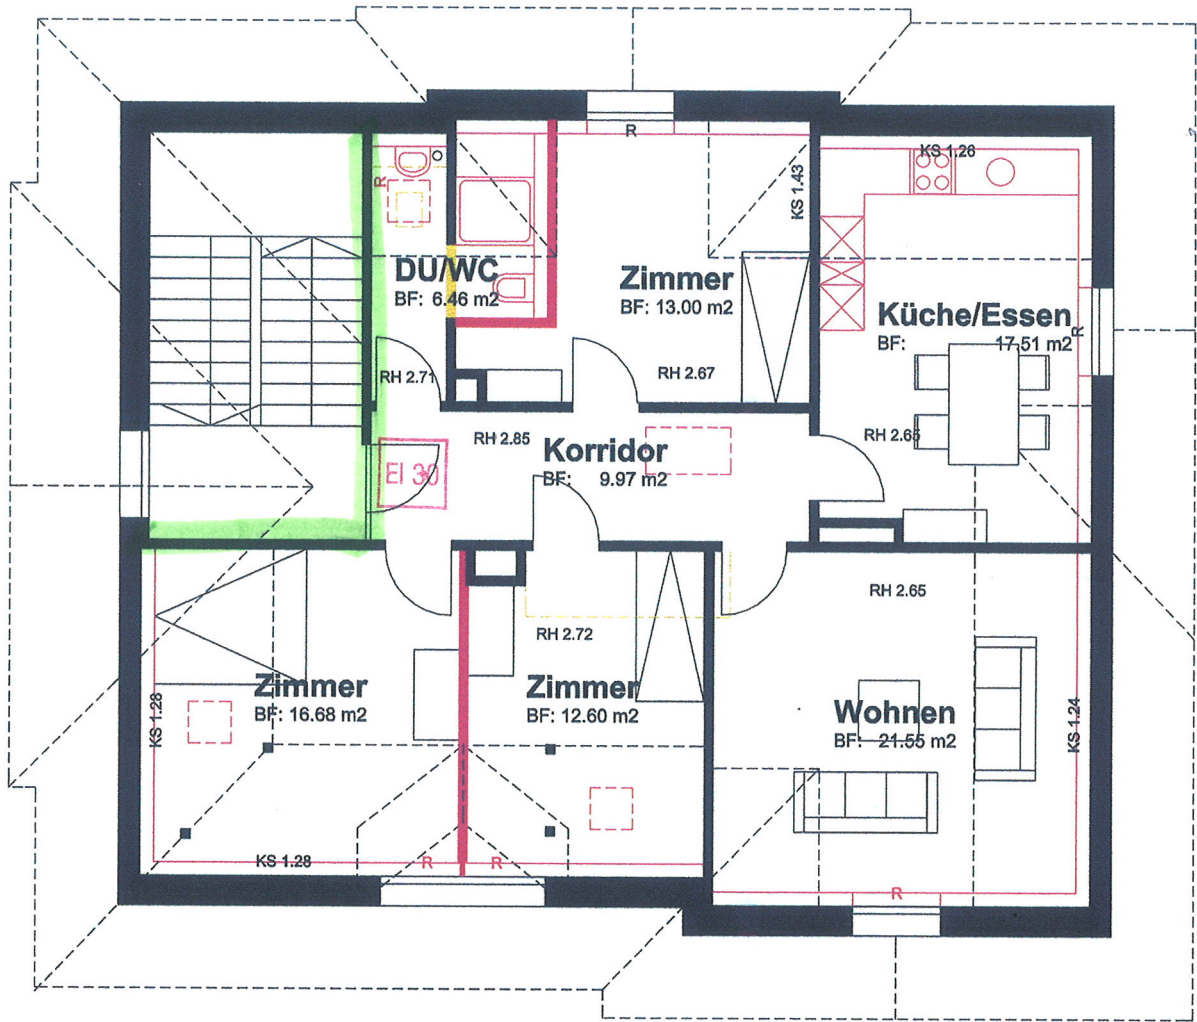 R
KS 1.26
R
KS 1.43
DU/WC
BF: 6.46 m2
Zimmer
BF: 13.00 m2
Küche/Essen
BF: 17.51 m2
R
RH 2.71
RH 2.67
RH 2.85
Korridor
BF: 9.97 m2
RH 2.65
EI 30
RH 2.65
RH 2.72
Zimmer
BF: 16.68 m2
Zimmer
BF: 12.60 m2
Wohnen
BF: 21.55 m2
KS 1.28
KS 1.24
KS 1.28
R
R
R